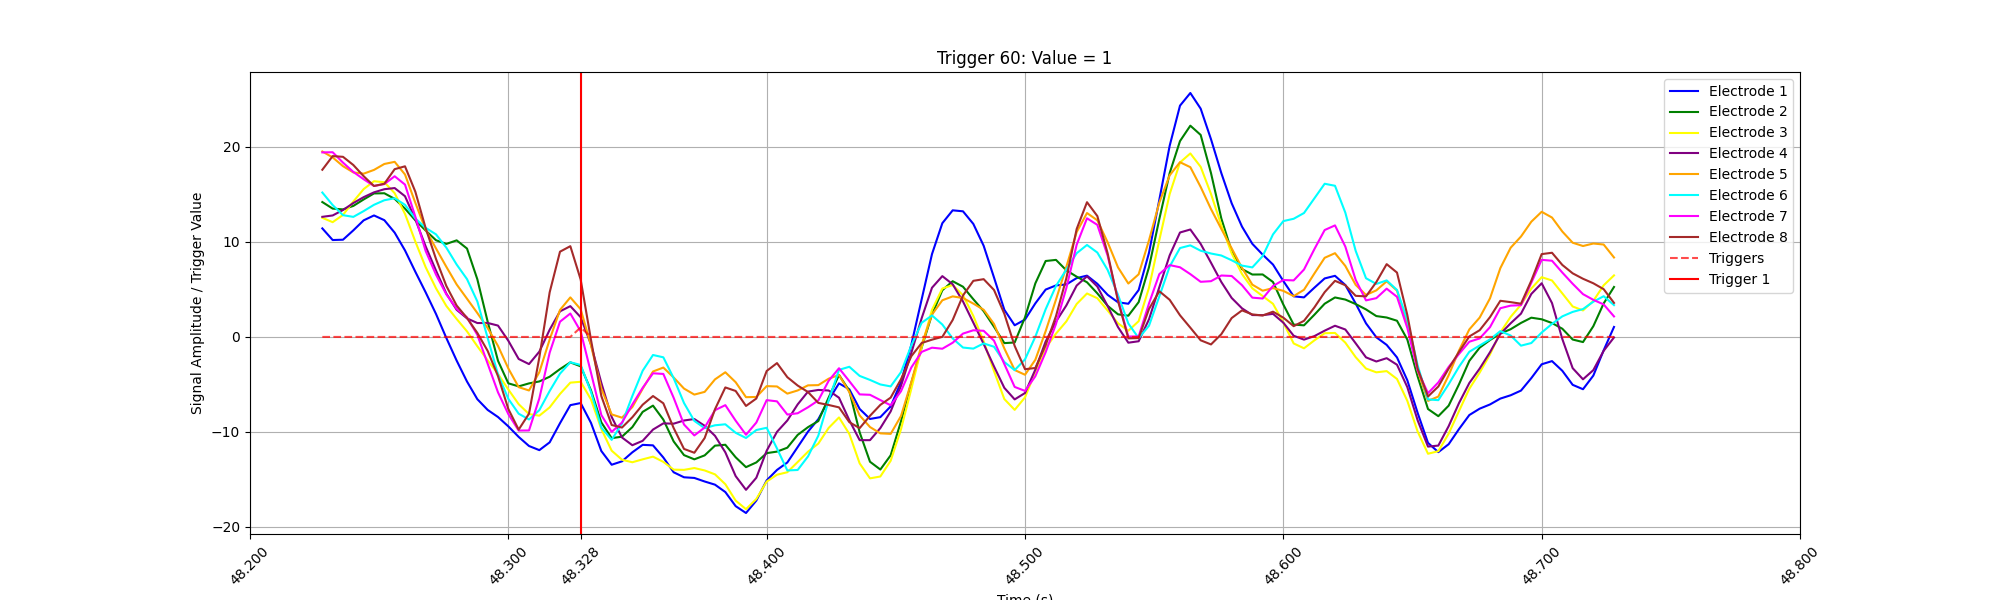 Trigger 60: Value = 1
Signal Amplitude / Trigger Value
20
10
0
−10
−20
48.200
48.300
48.328
48.400
48.500
48.600
48.700
48.800
Time (s)
Electrode 1
Electrode 2
Electrode 3
Electrode 4
Electrode 5
Electrode 6
Electrode 7
Electrode 8
Triggers
Trigger 1